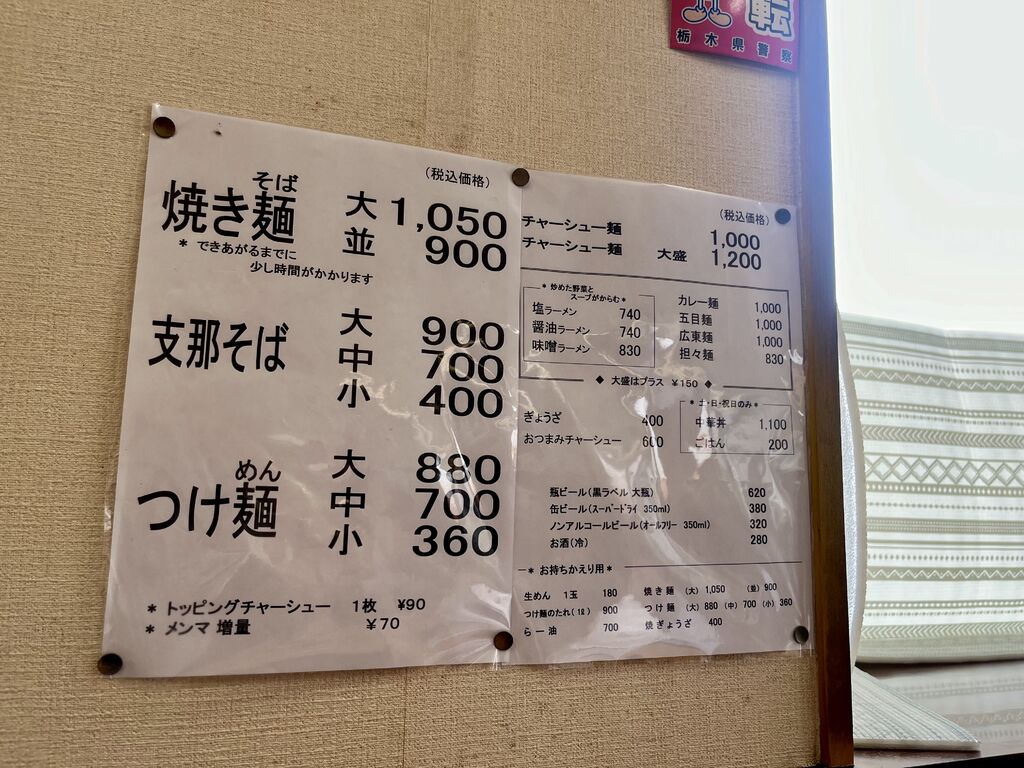 転
栃木県警察
(税込価格)
そば
焼き麺 大 1,050
並 900
* できあがるまでに
少し時間がかかります
支那そば 大 900
中 700
小 400
めん
つけ麺 大 880
中 700
小 360
* トッピングチャーシュー 1枚 ¥90
* メンマ 増量 ¥70
(税込価格)
チャーシュー麺 1,000
チャーシュー麺 大盛 1,200
* 炒めた野菜と
スープがからむ *
塩ラーメン 740
醤油ラーメン 740
味噌ラーメン 830
カレー麺 1,000
五目麺 1,000
広東麺 1,000
担々麺 830
◆ 大盛はプラス ¥150 ◆
ぎょうざ 400
おつまみチャーシュー 600
* 土・日・祝日のみ *
中華丼 1,100
ごはん 200
瓶ビール(黒ラベル 大瓶) 620
缶ビール(スーパードライ 350ml) 380
ノンアルコールビール(オールフリー 350ml) 320
お酒(冷) 280
* お持ちかえり用 *
生めん 1玉 180
つけ麺のたれ(1ℓ) 900
らー油 700
焼き麺 (大) 1,050 (並) 900
つけ麺 (大) 880 (中) 700 (小) 360
焼ぎょうざ 400